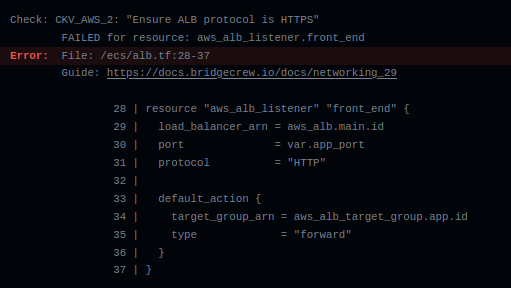 Check: CKV_AWS_2: "Ensure ALB protocol is HTTPS"
FAILED for resource: aws_alb_listener.front_end
Error: File: /ecs/alb.tf:28-37
Guide: https://docs.bridgecrew.io/docs/networking_29
28 | resource "aws_alb_listener" "front_end" {
29 |   load_balancer_arn = aws_alb.main.id
30 |   port              = var.app_port
31 |   protocol          = "HTTP"
32 |
33 |   default_action {
34 |     target_group_arn = aws_alb_target_group.app.id
35 |     type             = "forward"
36 |   }
37 | }